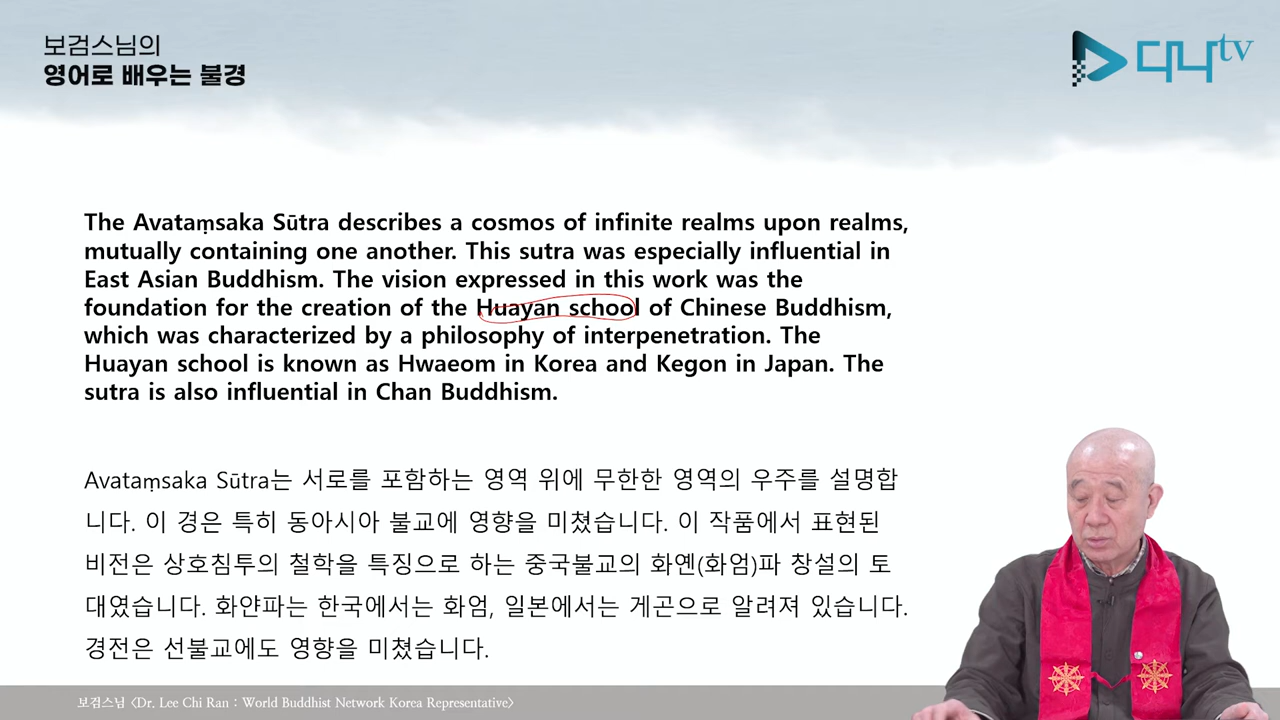 보검스님의
영어로 배우는 불경
다나tv
The Avataṃsaka Sūtra describes a cosmos of infinite realms upon realms,
mutually containing one another. This sutra was especially influential in
East Asian Buddhism. The vision expressed in this work was the
foundation for the creation of the Huayan school of Chinese Buddhism,
which was characterized by a philosophy of interpenetration. The
Huayan school is known as Hwaeom in Korea and Kegon in Japan. The
sutra is also influential in Chan Buddhism.
Avataṃsaka Sūtra는 서로를 포함하는 영역 위에 무한한 영역의 우주를 설명합
니다. 이 경은 특히 동아시아 불교에 영향을 미쳤습니다. 이 작품에서 표현된
비전은 상호침투의 철학을 특징으로 하는 중국불교의 화옌(화엄)파 창설의 토
대였습니다. 화얀파는 한국에서는 화엄, 일본에서는 게곤으로 알려져 있습니다.
경전은 선불교에도 영향을 미쳤습니다.
보검스님 <Dr. Lee Chi Ran : World Buddhist Network Korea Representative>